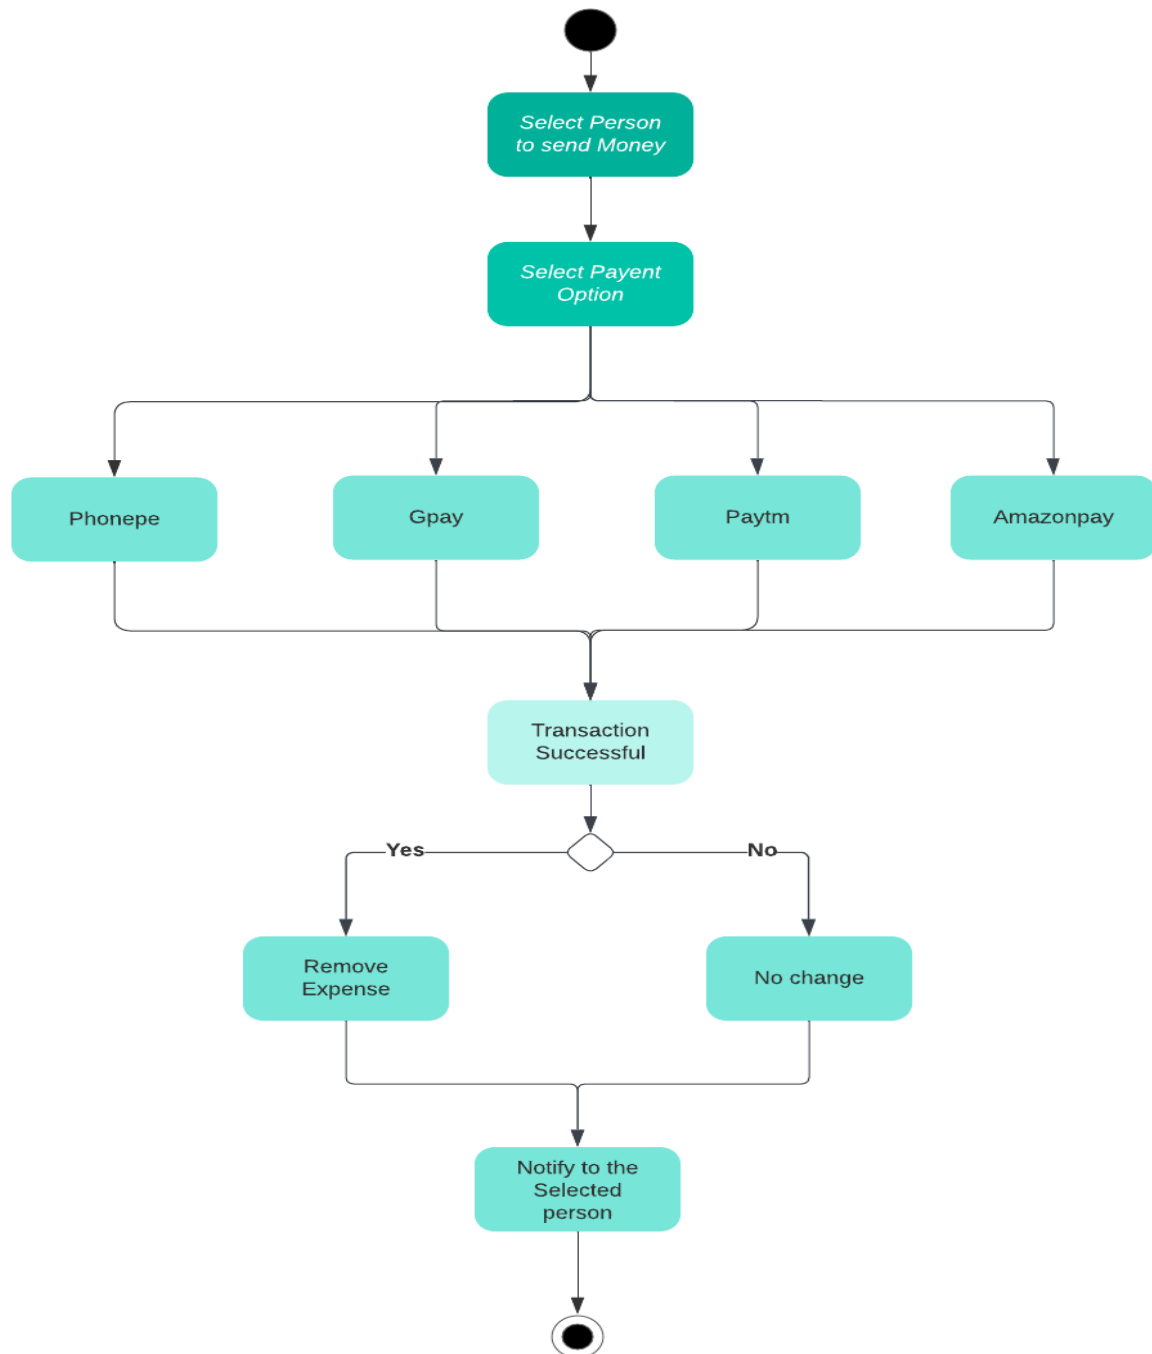 Select Person
to send Money
Select Payent
Option
Phonepe
Gpay
Paytm
Amazonpay
Transaction
Successful
Yes
No
Remove
Expense
No change
Notify to the
Selected
person